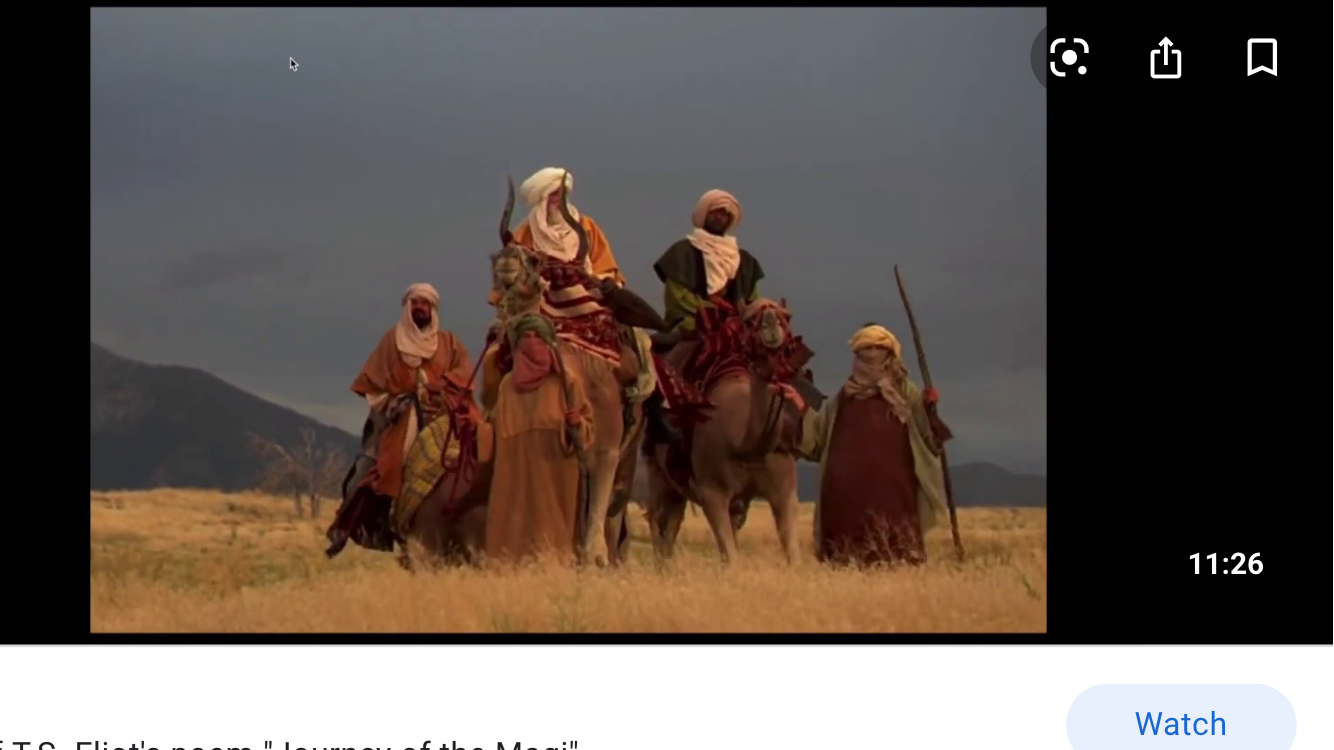 11:26
Watch
T.S. Eliot's poem "Journey of the Magi"